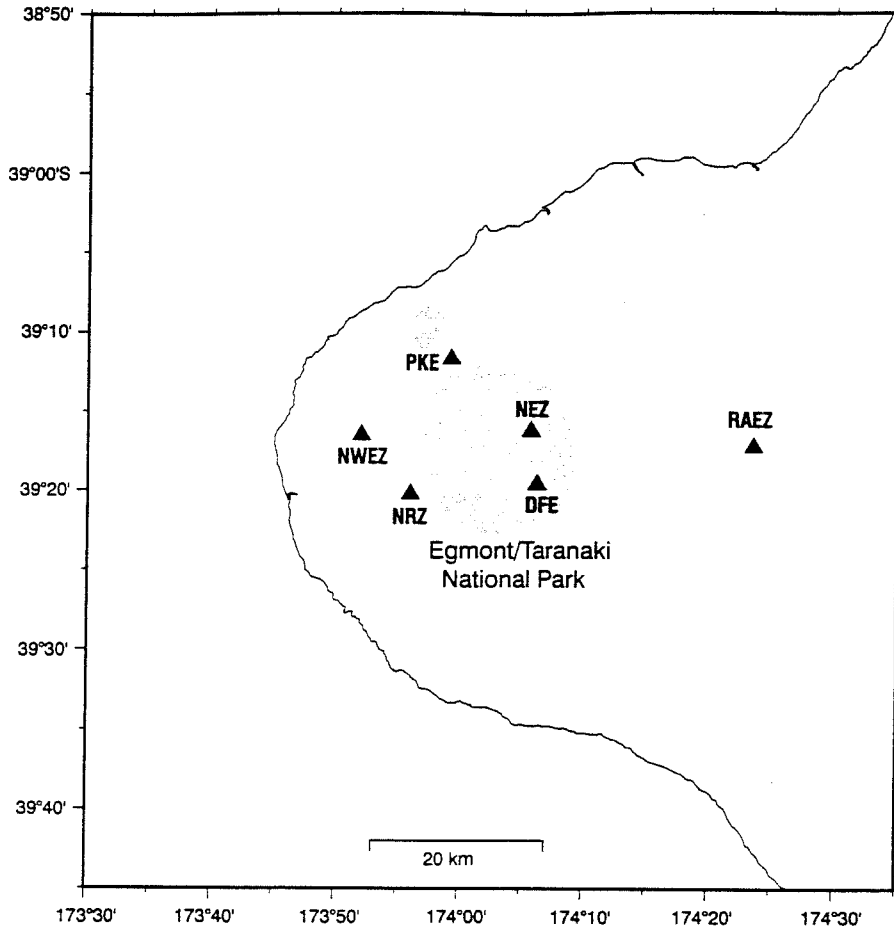 38°50'
39°00'S
39°10'
PKE
NEZ
RAEZ
NWEZ
39°20'
NRZ
DFE
Egmont/Taranaki
National Park
39°30'
39°40'
20 km
173°30' 173°40' 173°50' 174°00' 174°10' 174°20' 174°30'